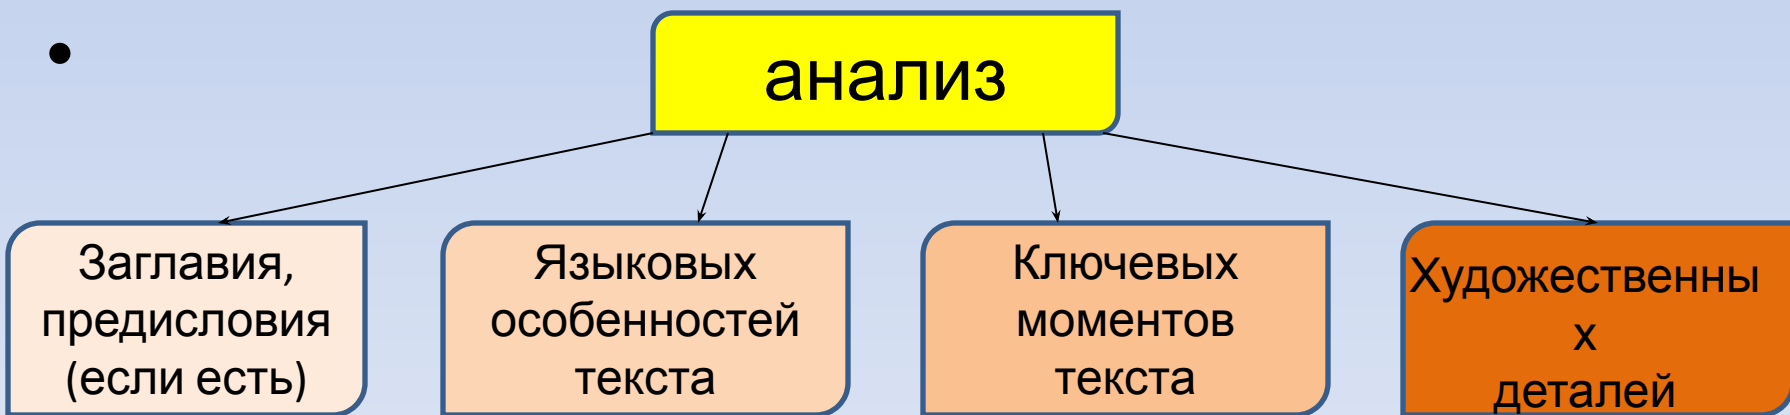 •
анализ
Заглавия,
предисловия
(если есть)
Языковых
особенностей
текста
Ключевых
моментов
текста
Художественны
х
деталей